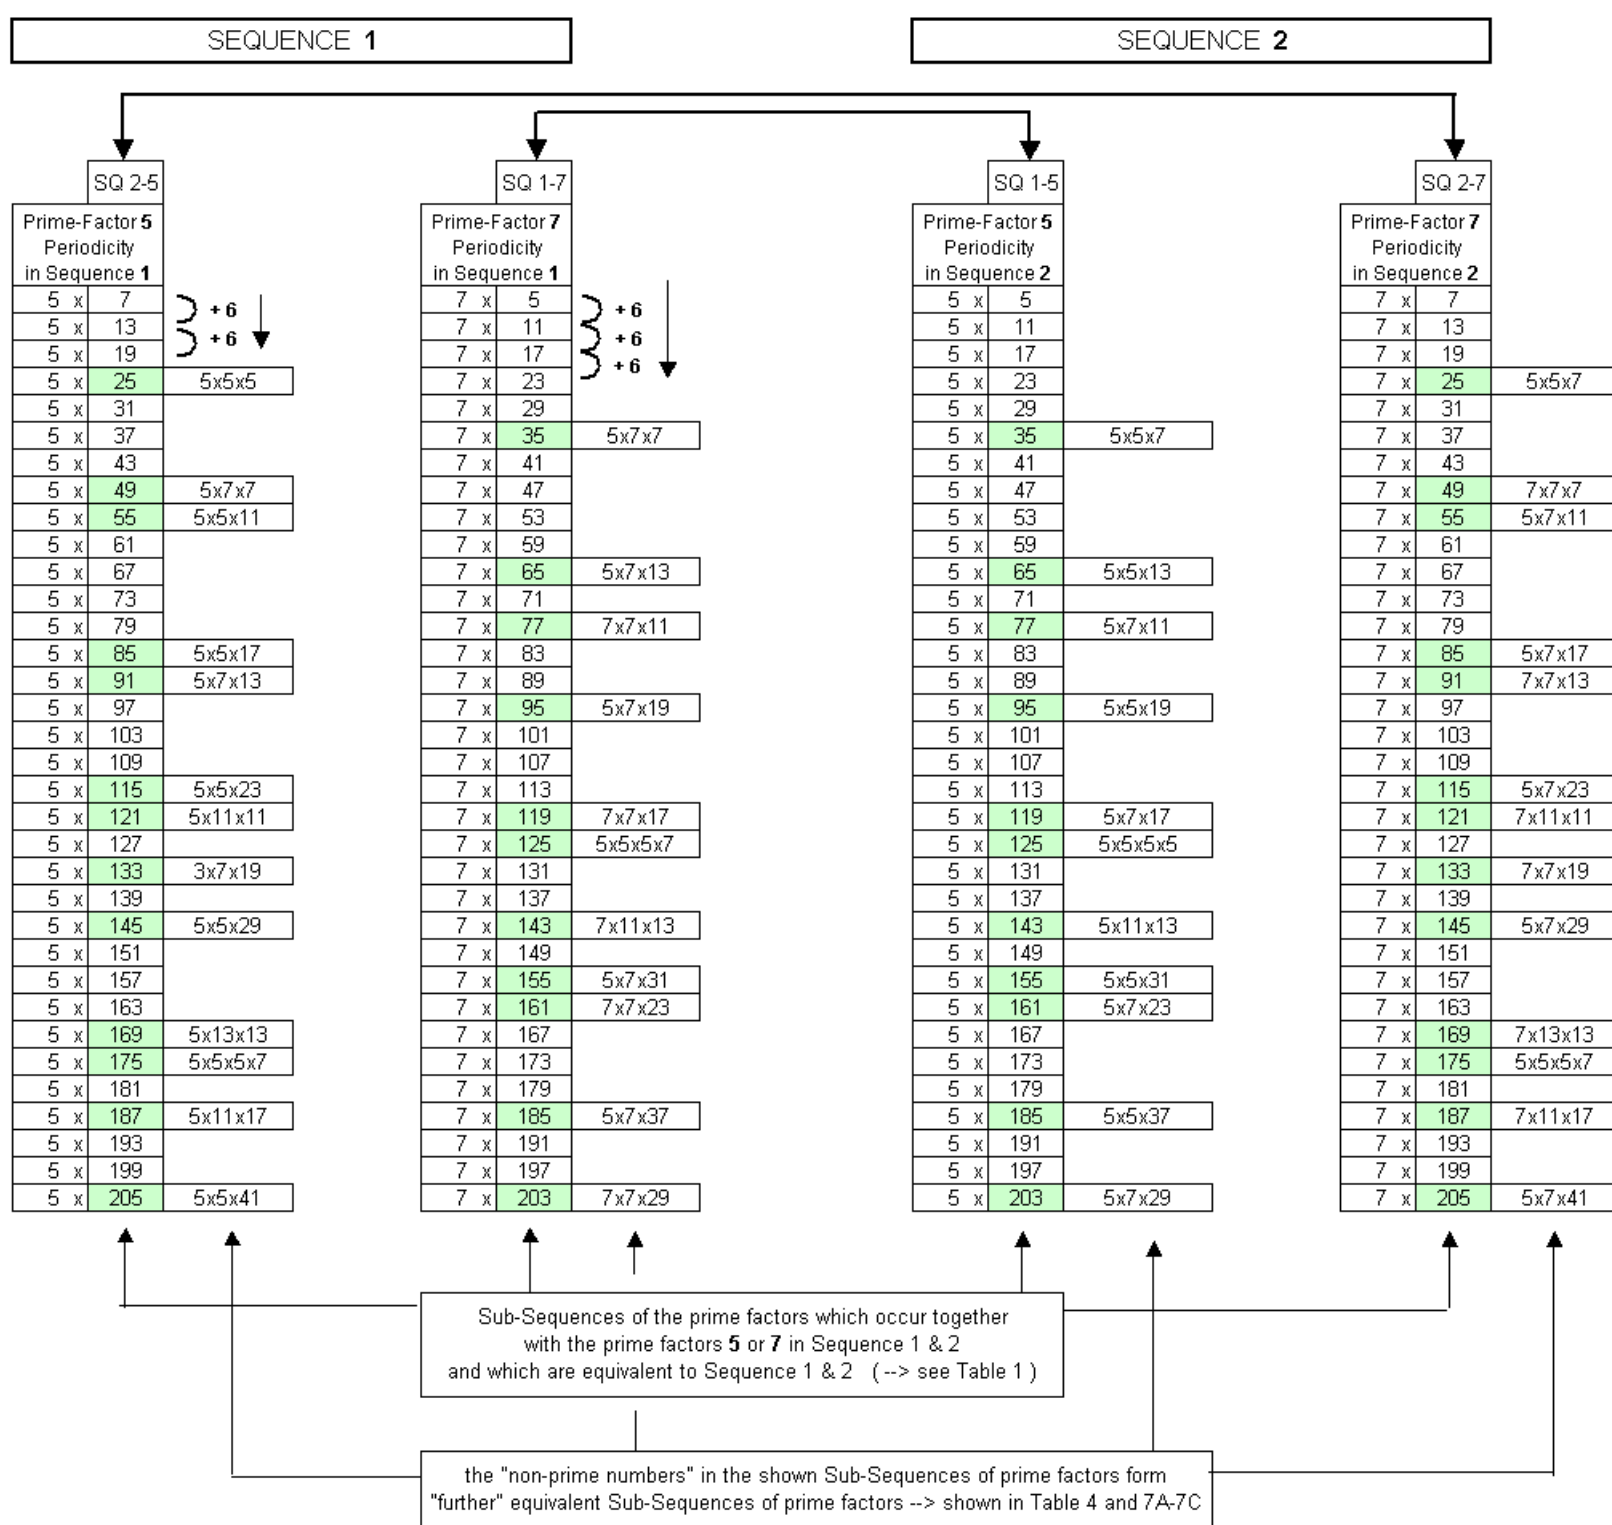 SEQUENCE 1
SEQUENCE 2
SQ 2-5
SQ 1-7
SQ 1-5
SQ 2-7
Prime-Factor 5
Periodicity
in Sequence 1
Prime-Factor 7
Periodicity
in Sequence 1
Prime-Factor 5
Periodicity
in Sequence 2
Prime-Factor 7
Periodicity
in Sequence 2
5 x 7 + 6 7 x 5 + 6 5 x 5 7 x 7
5 x 13 + 6 7 x 11 + 6 5 x 11 7 x 13
5 x 19 7 x 17 + 6 5 x 17 7 x 19
5 x 25 5x5x5 7 x 23 5 x 23 7 x 25 5x5x7
5 x 31 7 x 29 5 x 29 7 x 31
5 x 37 7 x 35 5x7x7 5 x 35 5x5x7 7 x 37
5 x 43 7 x 41 5 x 41 7 x 43
5 x 49 5x7x7 7 x 47 5 x 47 7 x 49 7x7x7
5 x 55 5x5x11 7 x 53 5 x 53 7 x 55 5x7x11
5 x 61 7 x 59 5 x 59 7 x 61
5 x 67 7 x 65 5x7x13 5 x 65 5x5x13 7 x 67
5 x 73 7 x 71 5 x 71 7 x 73
5 x 79 7 x 77 7x7x11 5 x 77 5x7x11 7 x 79
5 x 85 5x5x17 7 x 83 5 x 83 7 x 85 5x7x17
5 x 91 5x7x13 7 x 89 5 x 89 7 x 91 7x7x13
5 x 97 7 x 95 5x7x19 5 x 95 5x5x19 7 x 97
5 x 103 7 x 101 5 x 101 7 x 103
5 x 109 7 x 107 5 x 107 7 x 109
5 x 115 5x5x23 7 x 113 5 x 113 7 x 115 5x7x23
5 x 121 5x11x11 7 x 119 7x7x17 5 x 119 5x7x17 7 x 121 7x11x11
5 x 127 7 x 125 5x5x5x7 5 x 125 5x5x5x5 7 x 127
5 x 133 3x7x19 7 x 131 5 x 131 7 x 133 7x7x19
5 x 139 7 x 137 5 x 137 7 x 139
5 x 145 5x5x29 7 x 143 7x11x13 5 x 143 5x11x13 7 x 145 5x7x29
5 x 151 7 x 149 5 x 149 7 x 151
5 x 157 7 x 155 5x7x31 5 x 155 5x5x31 7 x 157
5 x 163 7 x 161 7x7x23 5 x 161 5x7x23 7 x 163
5 x 169 5x13x13 7 x 167 5 x 167 7 x 169 7x13x13
5 x 175 5x5x5x7 7 x 173 5 x 173 7 x 175 5x5x5x7
5 x 181 7 x 179 5 x 179 7 x 181
5 x 187 5x11x17 7 x 185 5x7x37 5 x 185 5x5x37 7 x 187 7x11x17
5 x 193 7 x 191 5 x 191 7 x 193
5 x 199 7 x 197 5 x 197 7 x 199
5 x 205 5x5x41 7 x 203 7x7x29 5 x 203 5x7x29 7 x 205 5x7x41
Sub-Sequences of the prime factors which occur together
with the prime factors 5 or 7 in Sequence 1 & 2
and which are equivalent to Sequence 1 & 2 ( --> see Table 1 )
the "non-prime numbers" in the shown Sub-Sequences of prime factors form
"further" equivalent Sub-Sequences of prime factors --> shown in Table 4 and 7A-7C